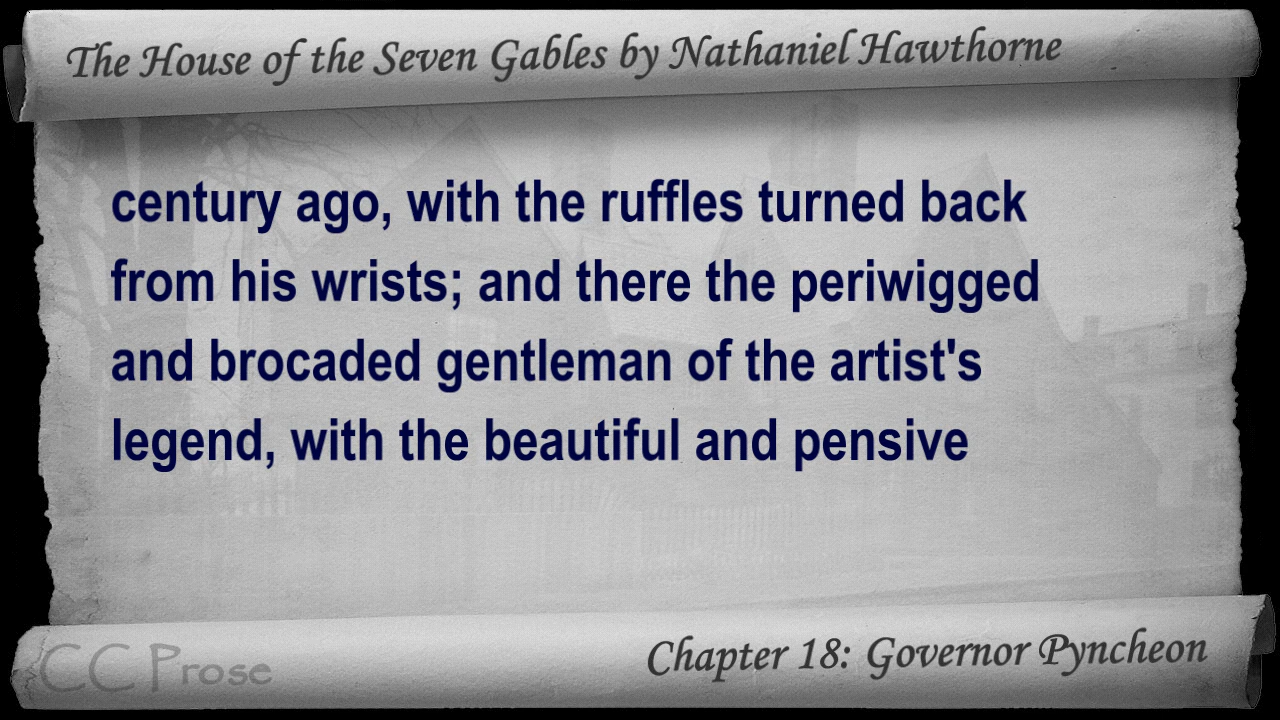 The House of the Seven Gables by Nathaniel Hawthorne
century ago, with the ruffles turned back
from his wrists; and there the periwigged
and brocaded gentleman of the artist's
legend, with the beautiful and pensive
CC Prose
Chapter 18: Governor Pyncheon